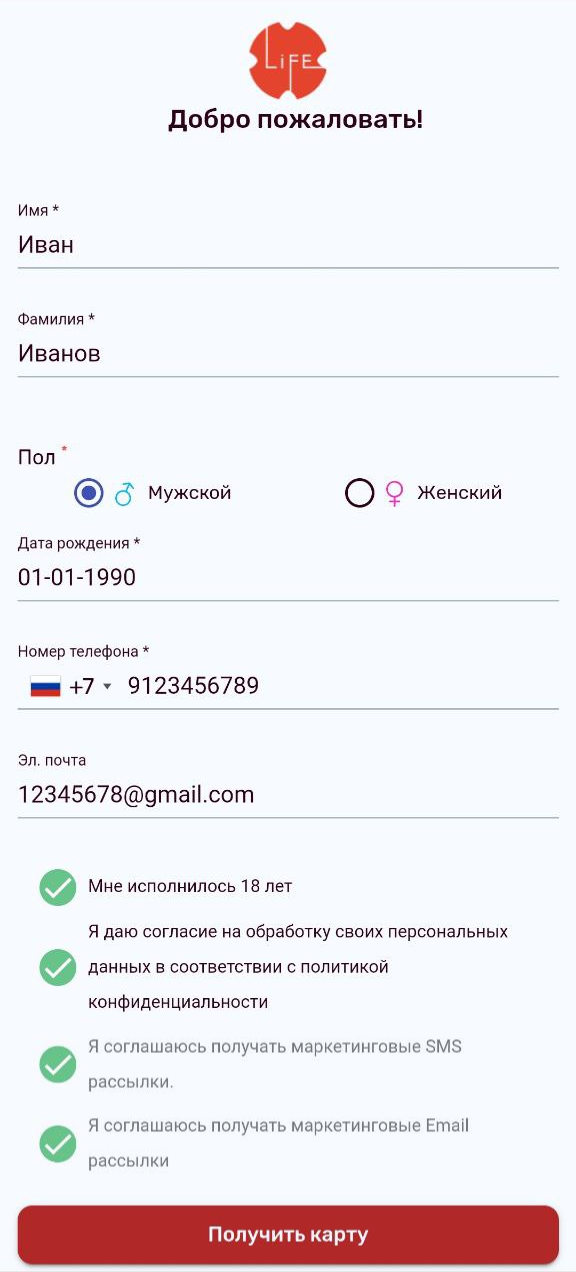 LiFE
Добро пожаловать!
Имя *
Иван
Фамилия *
Иванов
Пол *
Мужской Женский
Дата рождения *
01-01-1990
Номер телефона *
+7 9123456789
Эл. почта
12345678@gmail.com
Мне исполнилось 18 лет
Я даю согласие на обработку своих персональных
данных в соответствии с политикой
конфиденциальности
Я соглашаюсь получать маркетинговые SMS
рассылки.
Я соглашаюсь получать маркетинговые Email
рассылки
Получить карту